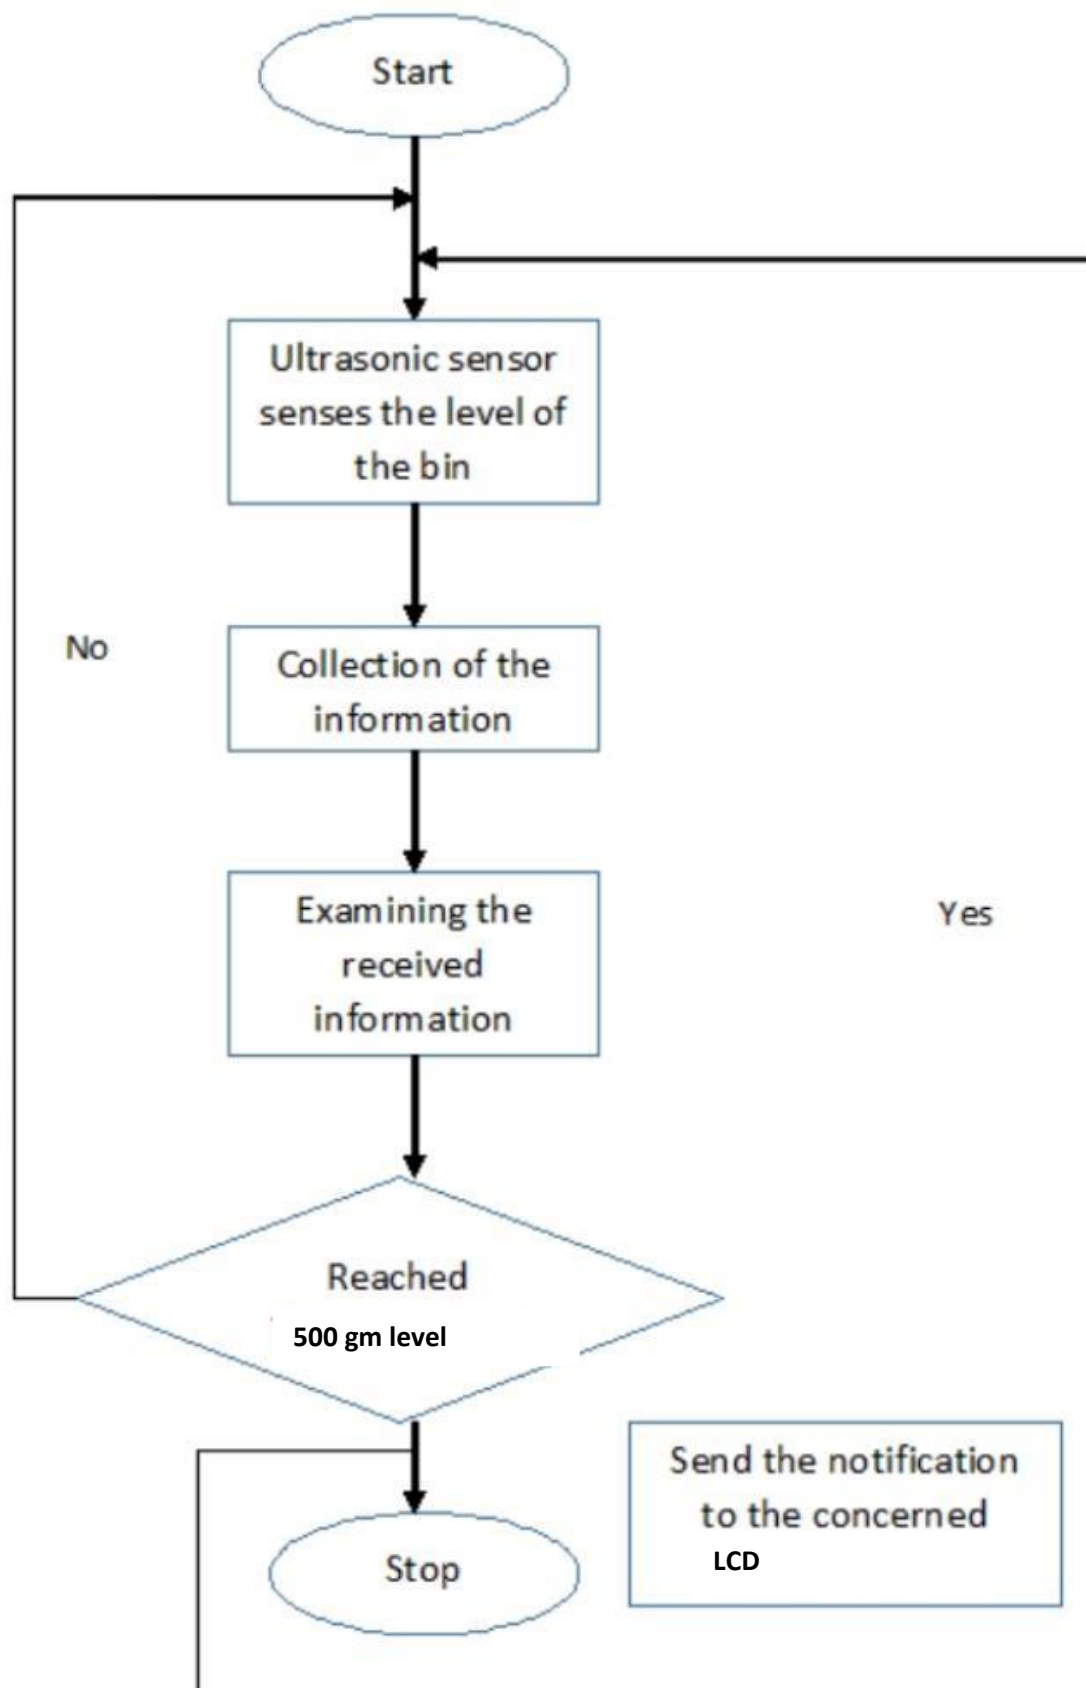 Start
Ultrasonic sensor
senses the level of
the bin
No
Collection of the
information
Examining the
received
information
Yes
Reached
500 gm level
Send the notification
to the concerned
LCD
Stop